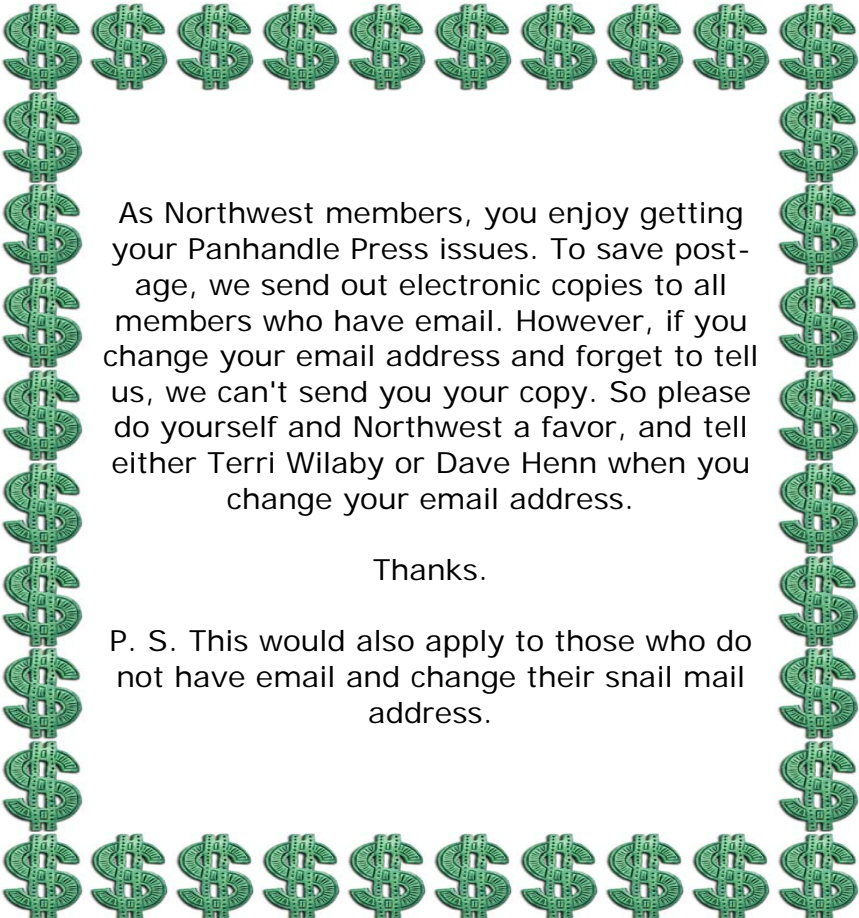 As Northwest members, you enjoy getting
your Panhandle Press issues. To save post-
age, we send out electronic copies to all
members who have email. However, if you
change your email address and forget to tell
us, we can't send you your copy. So please
do yourself and Northwest a favor, and tell
either Terri Wilaby or Dave Henn when you
change your email address.
Thanks.
P. S. This would also apply to those who do
not have email and change their snail mail
address.